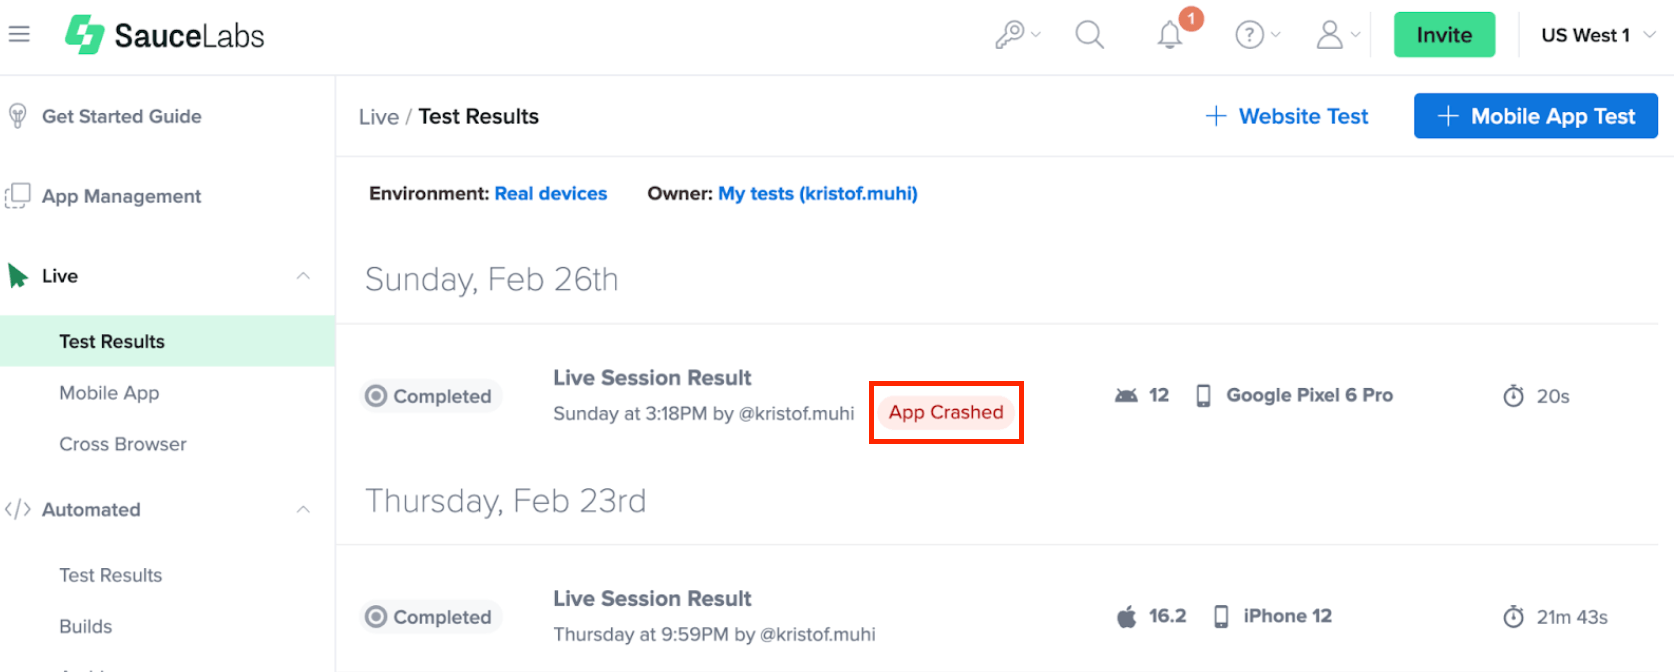 SauceLabs
1
?
Invite
US West 1
Get Started Guide
App Management
Live
Test Results
Mobile App
Cross Browser
</> Automated
Test Results
Builds
Live / Test Results
+ Website Test
+ Mobile App Test
Environment: Real devices
Owner: My tests (kristof.muhi)
Sunday, Feb 26th
Completed
Live Session Result
Sunday at 3:18PM by @kristof.muhi
App Crashed
12
Google Pixel 6 Pro
20s
Thursday, Feb 23rd
Completed
Live Session Result
Thursday at 9:59PM by @kristof.muhi
16.2
iPhone 12
21m 43s